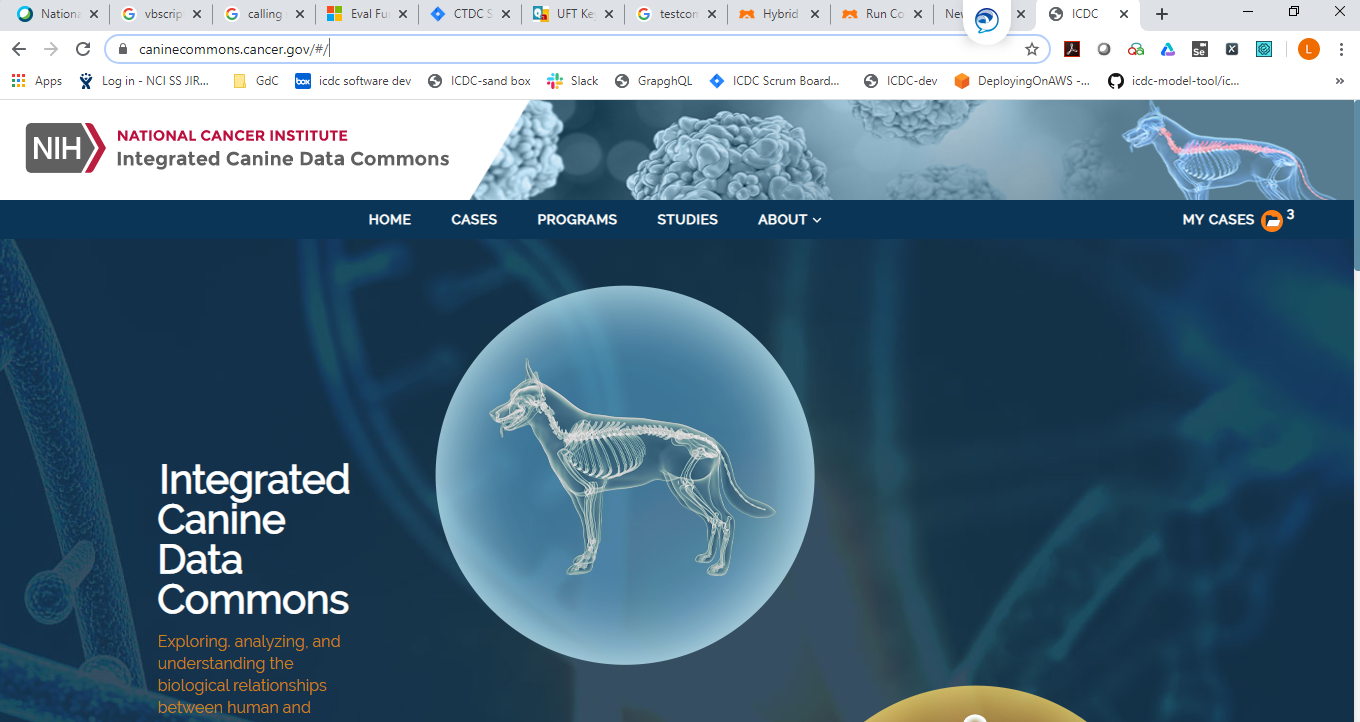 Nationa
vbscrip
calling
Eval Fu
CTDC S
UFT Ke
testcom
Hybrid
Run Co
Nev
ICDC
caninecommons.cancer.gov/#/
L
Apps
Log in - NCI SS JIR...
GdC
box
icdc software dev
ICDC-sand box
Slack
GrapghQL
ICDC Scrum Board...
ICDC-dev
DeployingOnAWS -...
icdc-model-tool/ic...
»
NIH
NATIONAL CANCER INSTITUTE
Integrated Canine Data Commons
HOME
CASES
PROGRAMS
STUDIES
ABOUT
MY CASES
3
Integrated
Canine
Data
Commons
Exploring, analyzing, and
understanding the
biological relationships
between human and